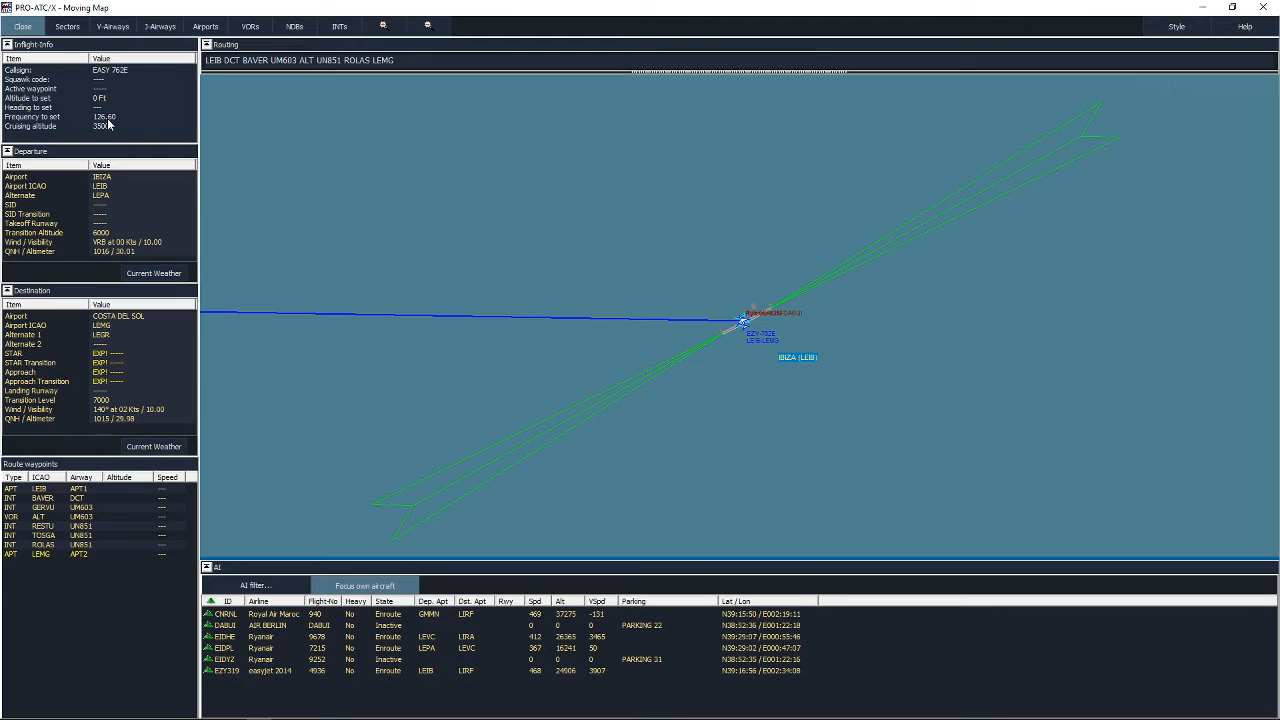 PRO-ATC/X - Moving Map
Close Sectors V-Airways J-Airways Airports VORs NDBs INTs Style Help
Inflight-Info
Item Value
Callsign: EASY 762E
Squawk code: ----
Active waypoint -----
Altitude to set 0 Ft
Heading to set ---
Frequency to set 126.60
Cruising altitude
Departure
Item Value
Airport IBIZA
Airport ICAO LEIB
Alternate LEPA
SID -----
SID Transition -----
Takeoff Runway -----
Transition Altitude 6000
Wind / Visibility VRB at 00 Kts / 10.00
QNH / Altimeter 1016 / 30.01
Current Weather
Destination
Item Value
Airport COSTA DEL SOL
Airport ICAO LEMG
Alternate 1 LEGR
Alternate 2 -----
STAR EXP! -----
STAR Transition EXP! -----
Approach EXP! -----
Approach Transition EXP! -----
Landing Runway -----
Transition Level 7000
Wind / Visibility 140° at 02 Kts / 10.00
QNH / Altimeter 1015 / 29.98
Current Weather
Route waypoints
Type ICAO Airway Altitude Speed
APT LEIB APT1 ---
INT BAVER DCT ---
INT GERVU UM603 ---
VOR ALT UM603 ---
INT RESTU UN851 ---
INT TOSGA UN851 ---
INT ROLAS UN851 ---
APT LEMG APT2 ---
Routing
LEIB DCT BAVER UM603 ALT UN851 ROLAS LEMG
EZY-762E
LEIB-LEMG
IBIZA (LEIB)
AI
AI filter... Focus own aircraft
ID Airline Flight-No Heavy State Dep. Apt Dst. Apt Rwy Spd Alt VSpd Parking Lat / Lon
CNRNL Royal Air Maroc 940 No Enroute GMMN LIRF 469 37275 -131 N39:15:50 / E002:19:11
DABUI AIR BERLIN DABUI No Inactive 0 0 0 PARKING 22 N38:52:36 / E001:22:18
EIDHE Ryanair 9678 No Enroute LEVC LIRA 412 26365 3465 N39:29:07 / E000:55:46
EIDPL Ryanair 7215 No Enroute LEPA LEVC 367 16241 50 N39:29:02 / E000:47:07
EIDYZ Ryanair 9252 No Inactive 0 0 0 PARKING 31 N38:52:35 / E001:22:16
EZY319 easyjet 2014 4936 No Enroute LEIB LIRF 468 24906 3907 N39:16:56 / E002:34:08